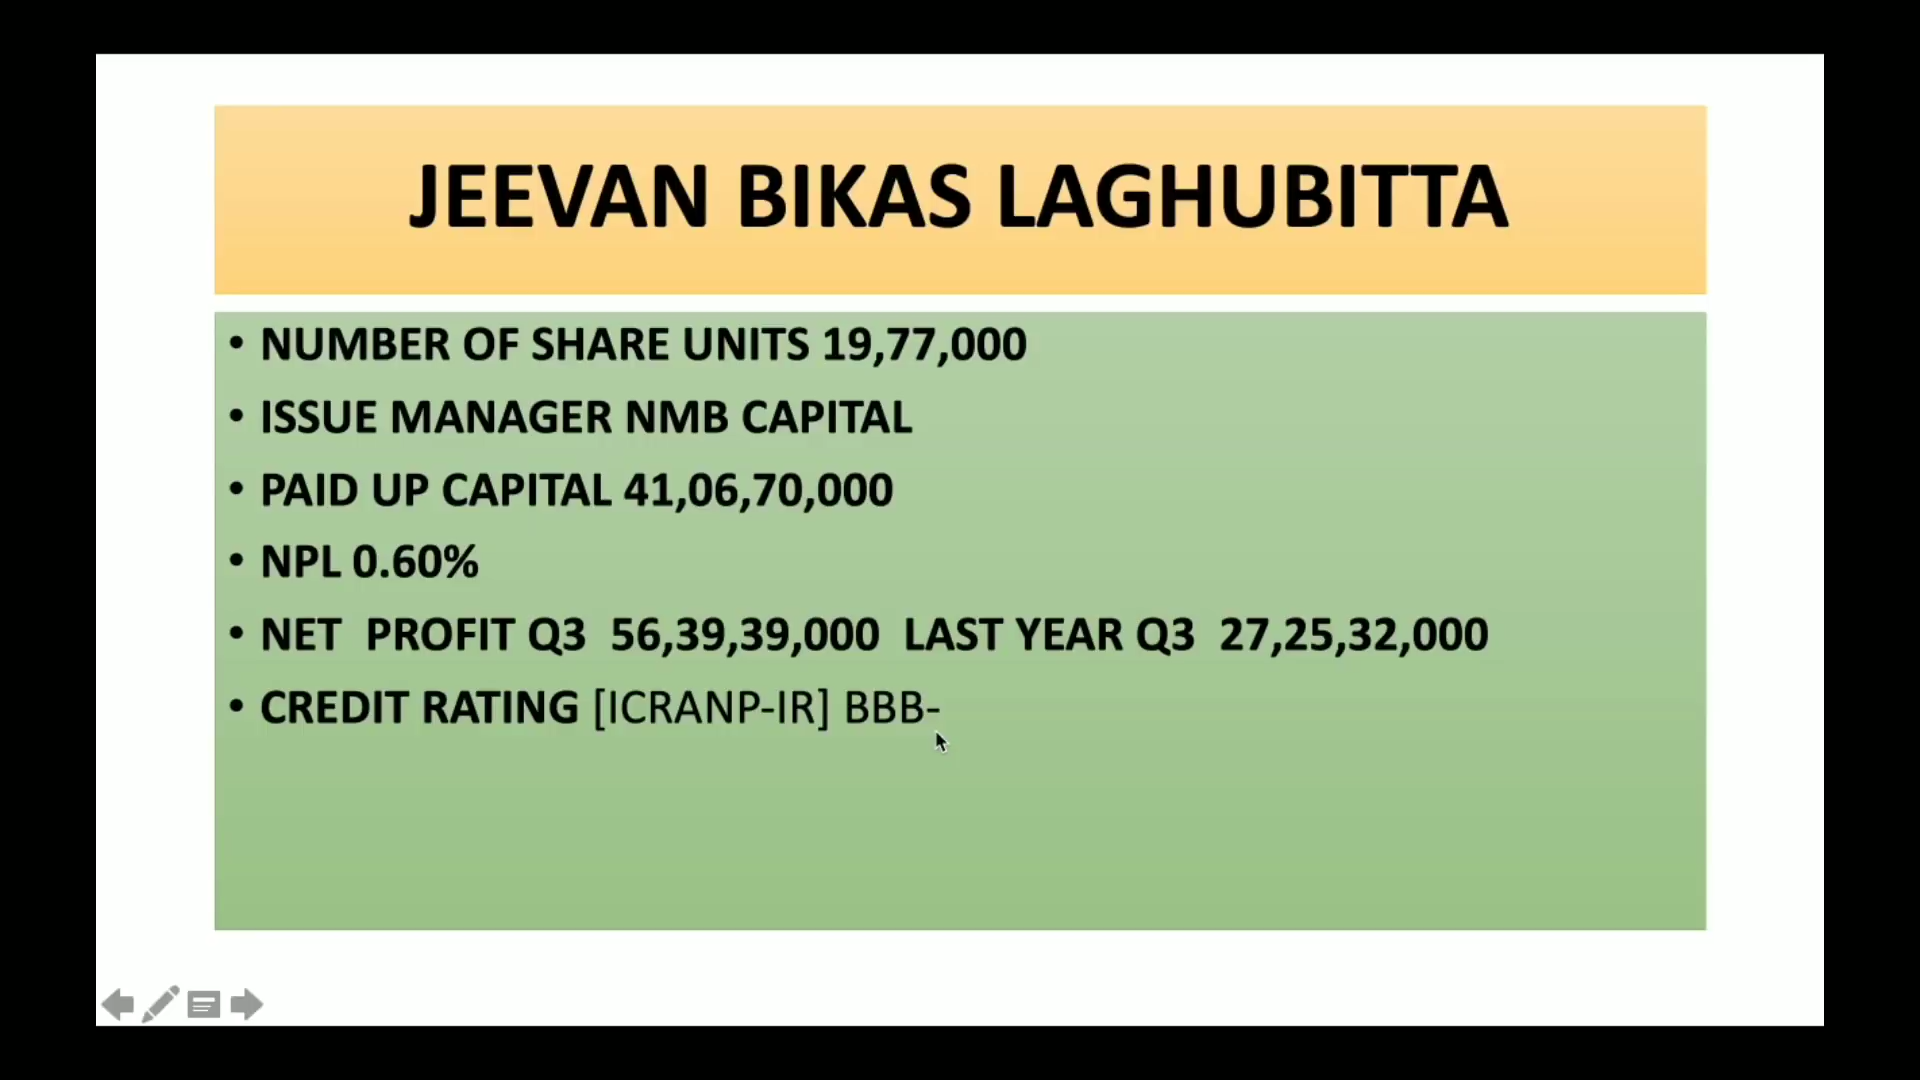 JEEVAN BIKAS LAGHUBITTA
• NUMBER OF SHARE UNITS 19,77,000
• ISSUE MANAGER NMB CAPITAL
• PAID UP CAPITAL 41,06,70,000
• NPL 0.60%
• NET  PROFIT Q3  56,39,39,000  LAST YEAR Q3  27,25,32,000
• CREDIT RATING [ICRANP-IR] BBB-